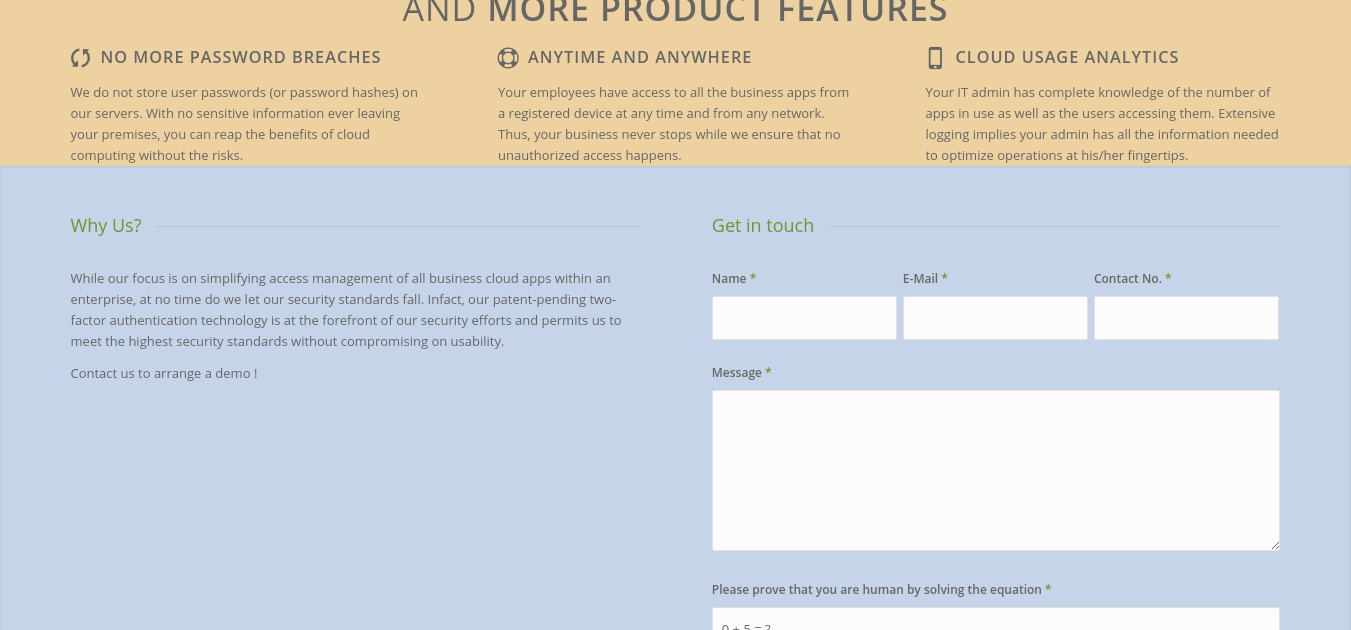 AND MORE PRODUCT FEATURES
NO MORE PASSWORD BREACHES
We do not store user passwords (or password hashes) on
our servers. With no sensitive information ever leaving
your premises, you can reap the benefits of cloud
computing without the risks.
ANYTIME AND ANYWHERE
Your employees have access to all the business apps from
a registered device at any time and from any network.
Thus, your business never stops while we ensure that no
unauthorized access happens.
CLOUD USAGE ANALYTICS
Your IT admin has complete knowledge of the number of
apps in use as well as the users accessing them. Extensive
logging implies your admin has all the information needed
to optimize operations at his/her fingertips.
Why Us?
While our focus is on simplifying access management of all business cloud apps within an
enterprise, at no time do we let our security standards fall. Infact, our patent-pending two-
factor authentication technology is at the forefront of our security efforts and permits us to
meet the highest security standards without compromising on usability.
Contact us to arrange a demo !
Get in touch
Name * E-Mail * Contact No. *
Message *
Please prove that you are human by solving the equation *
0 + 5 = ?